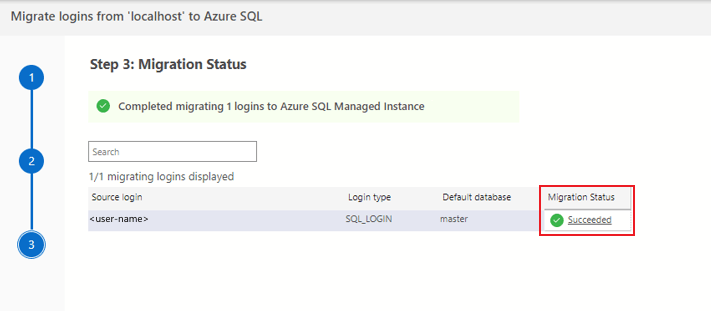 Migrate logins from 'localhost' to Azure SQL
1
2
3
Step 3: Migration Status
Completed migrating 1 logins to Azure SQL Managed Instance
Search
1/1 migrating logins displayed
Source login Login type Default database Migration Status
<user-name> SQL_LOGIN master Succeeded